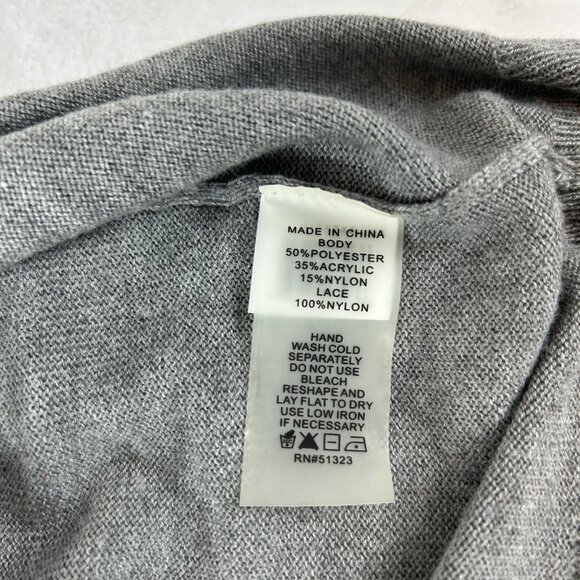 MADE IN CHINA
BODY
50%POLYESTER
35%ACRYLIC
15%NYLON
LACE
100%NYLON
HAND
WASH COLD
SEPARATELY
DO NOT USE
BLEACH
RESHAPE AND
LAY FLAT TO DRY
USE LOW IRON
IF NECESSARY
RN#51323